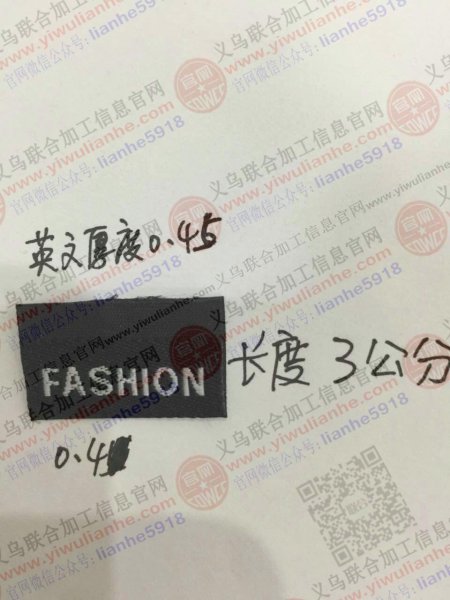 英文厚度0.45
FASHION
长度3公分
0.4
义乌联合加工信息官网
www.yiwulianhe.com
官网微信公众号:lianhe5918